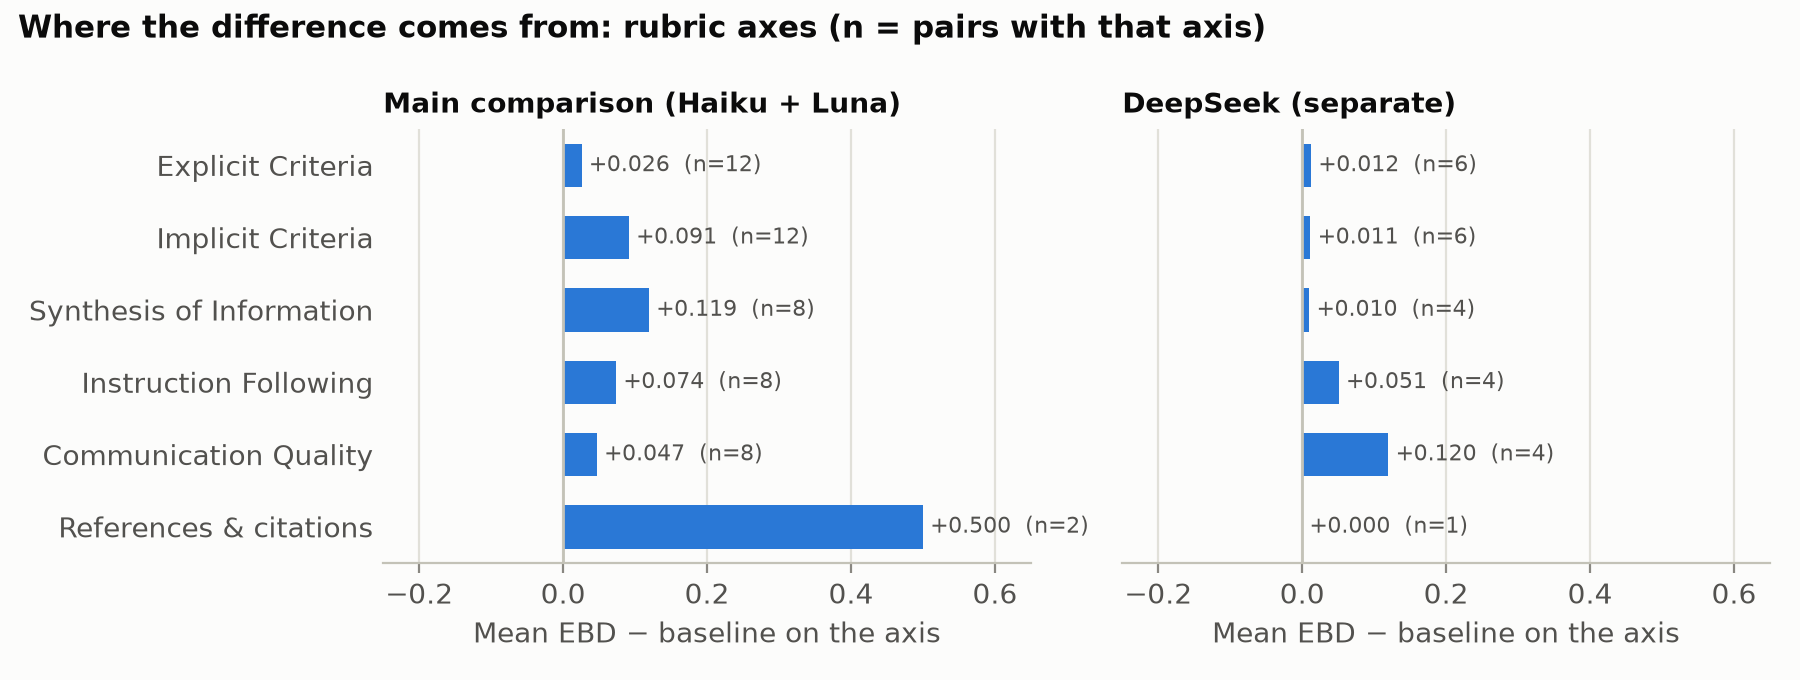 Where the difference comes from: rubric axes (n = pairs with that axis)
Main comparison (Haiku + Luna)
Explicit Criteria
+0.026 (n=12)
Implicit Criteria
+0.091 (n=12)
Synthesis of Information
+0.119 (n=8)
Instruction Following
+0.074 (n=8)
Communication Quality
+0.047 (n=8)
References & citations
+0.500 (n=2)
−0.2 0.0 0.2 0.4 0.6
Mean EBD − baseline on the axis
DeepSeek (separate)
+0.012 (n=6)
+0.011 (n=6)
+0.010 (n=4)
+0.051 (n=4)
+0.120 (n=4)
+0.000 (n=1)
−0.2 0.0 0.2 0.4 0.6
Mean EBD − baseline on the axis